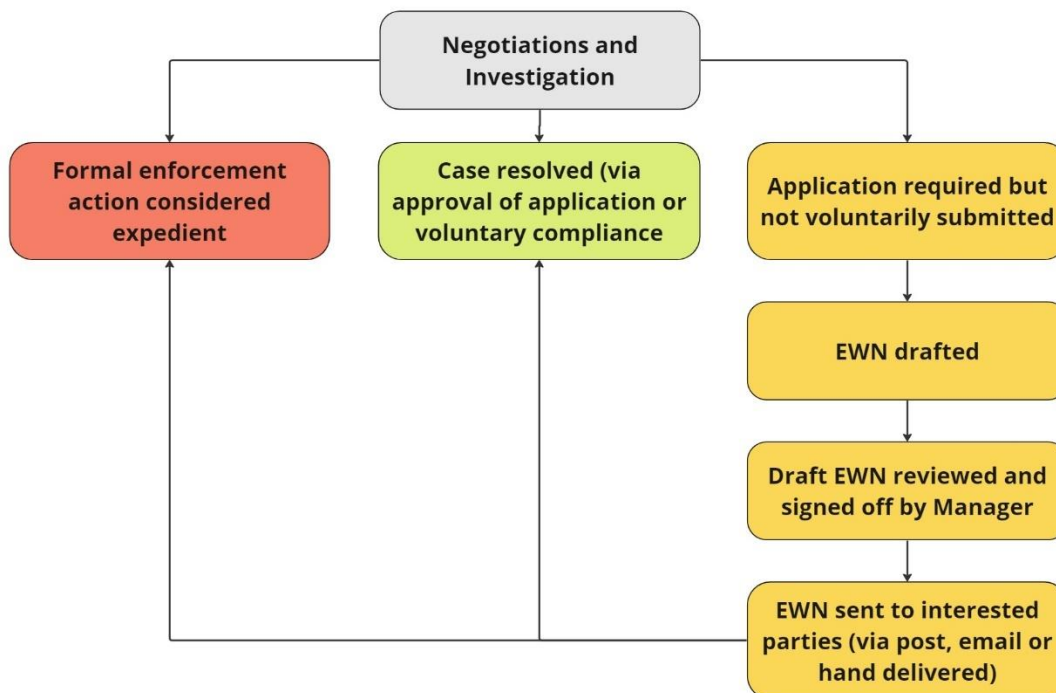 Negotiations and
Investigation
Formal enforcement
action considered
expedient
Case resolved (via
approval of application or
voluntary compliance
Application required but
not voluntarily submitted
EWN drafted
Draft EWN reviewed and
signed off by Manager
EWN sent to interested
parties (via post, email or
hand delivered)